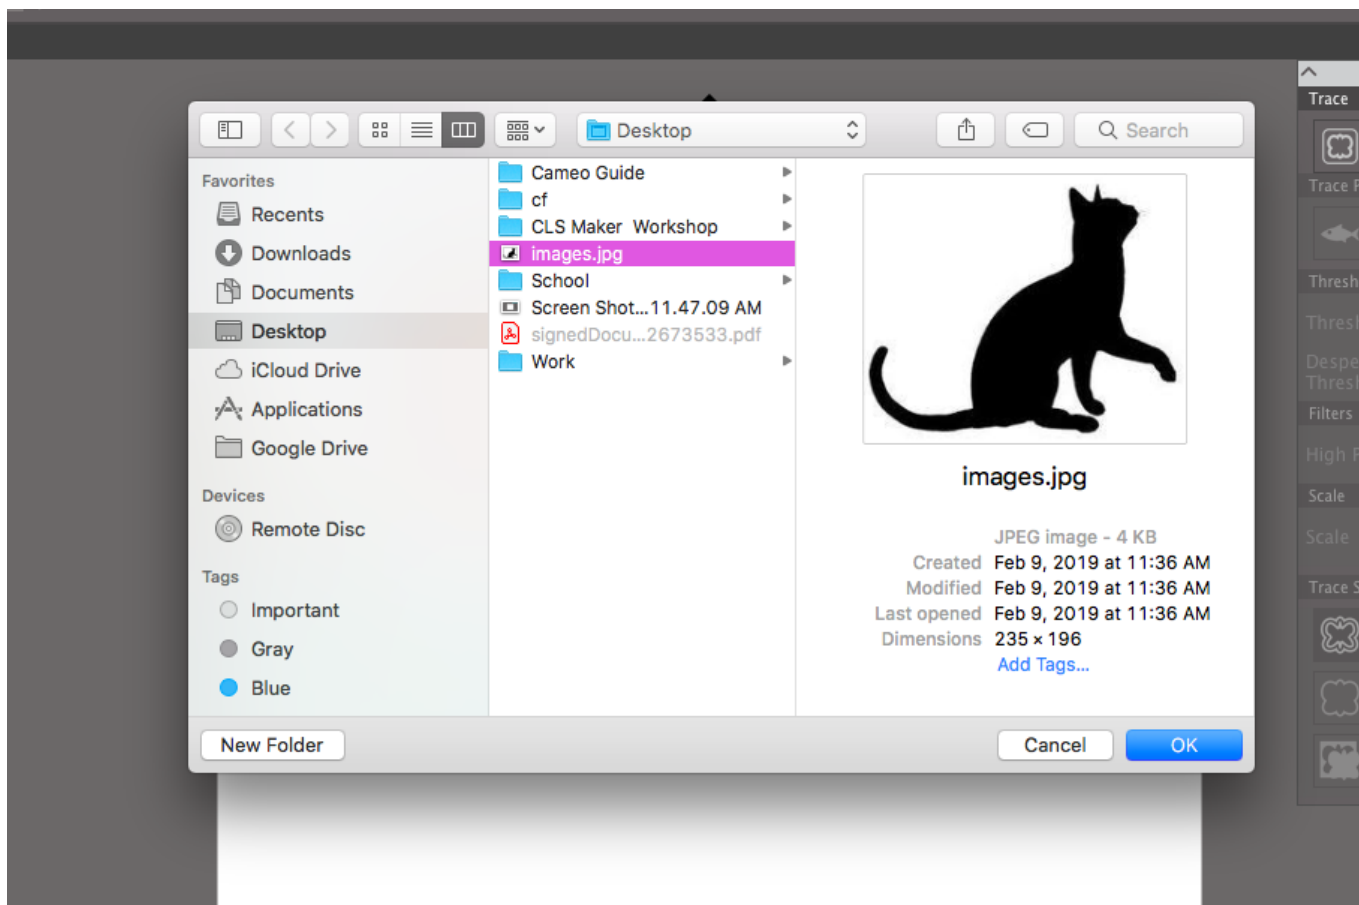 Desktop
Search
Favorites
Recents
Downloads
Documents
Desktop
iCloud Drive
Applications
Google Drive
Devices
Remote Disc
Tags
Important
Gray
Blue
Cameo Guide
cf
CLS Maker Workshop
images.jpg
School
Screen Shot...11.47.09 AM
signedDocu...2673533.pdf
Work
images.jpg
JPEG image - 4 KB
Created Feb 9, 2019 at 11:36 AM
Modified Feb 9, 2019 at 11:36 AM
Last opened Feb 9, 2019 at 11:36 AM
Dimensions 235 × 196
Add Tags...
New Folder
Cancel
OK
Trace
Trace
Filters
High
Scale
Scale
Trace